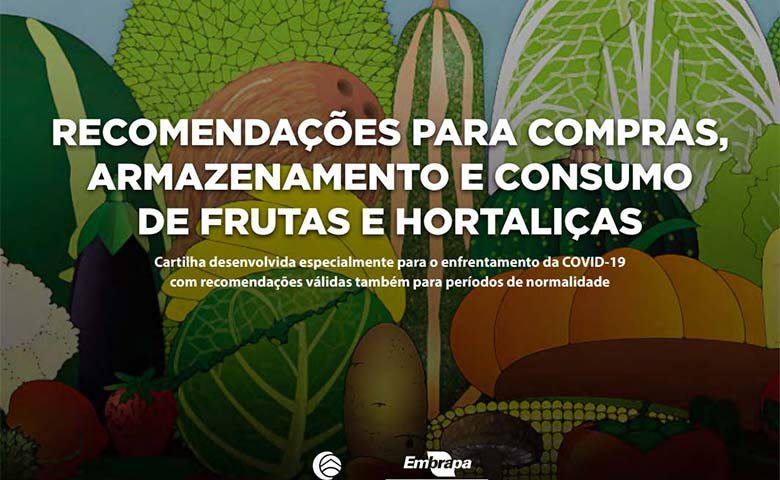 RECOMENDAÇÕES PARA COMPRAS,
ARMAZENAMENTO E CONSUMO
DE FRUTAS E HORTALIÇAS
Cartilha desenvolvida especialmente para o enfrentamento da COVID-19
com recomendações válidas também para períodos de normalidade
Embrapa